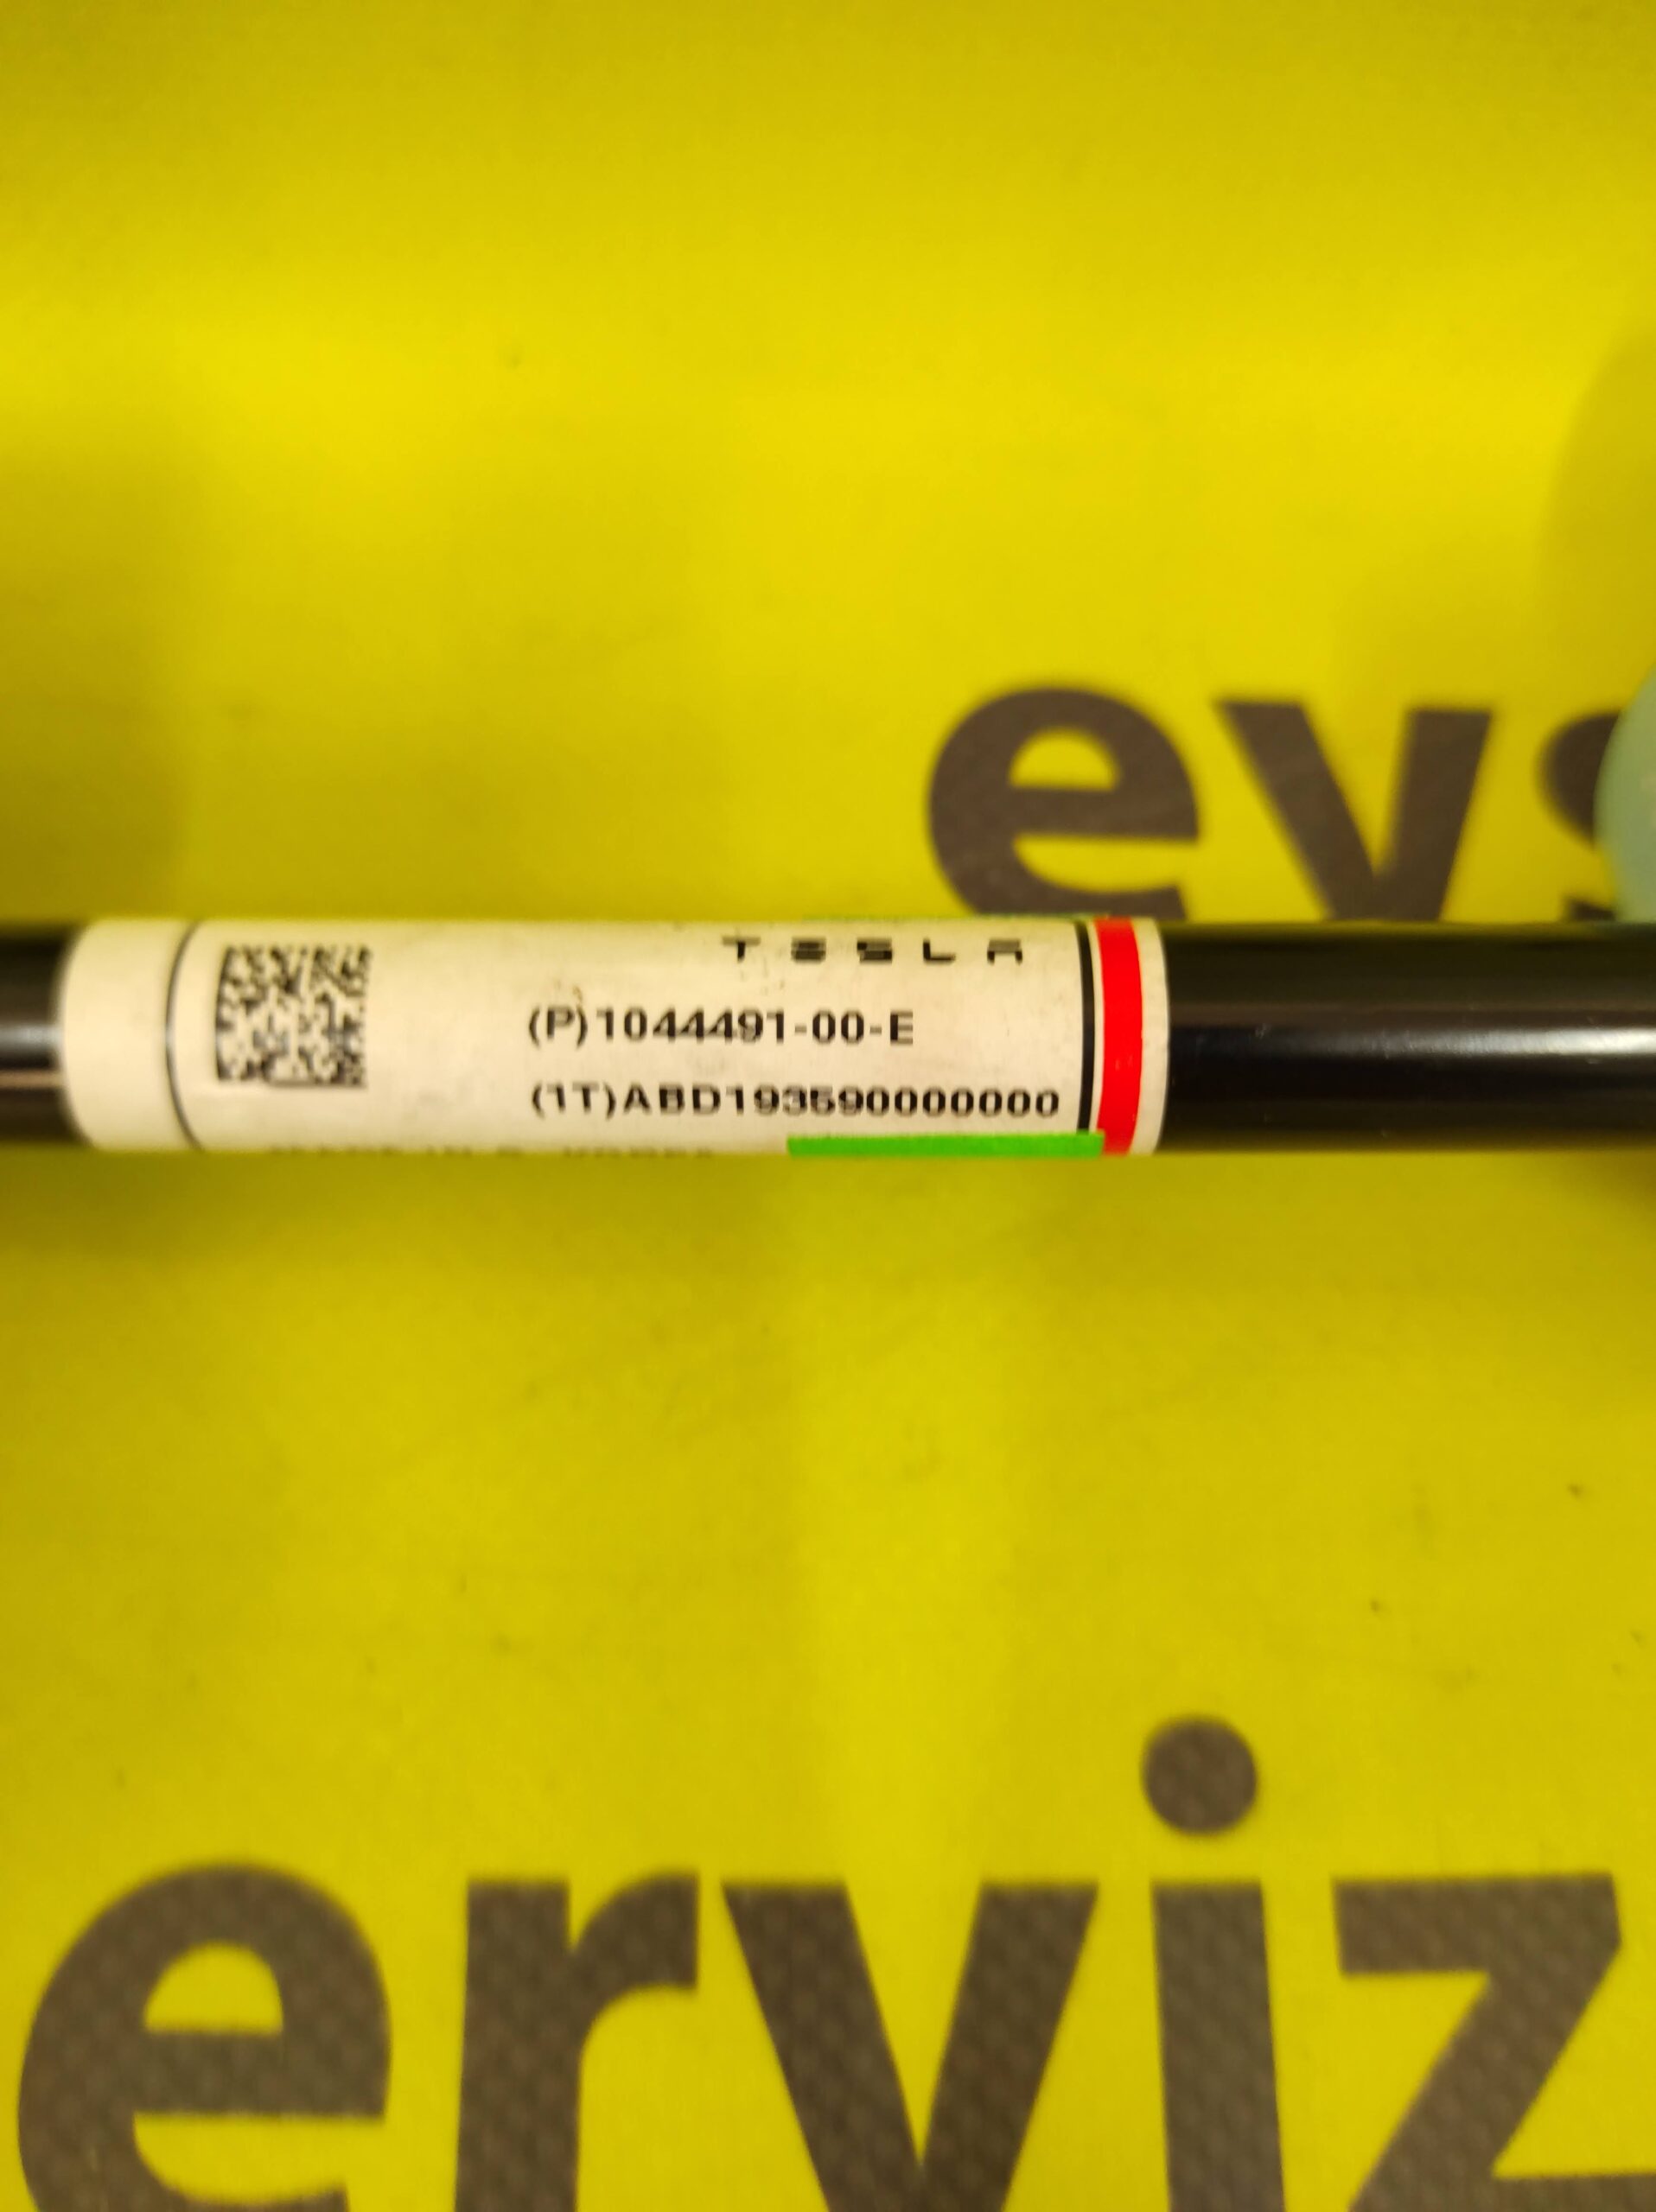 evs
TESLA
(P)1044491-00-E
(1T)ABD193590000000
erviz